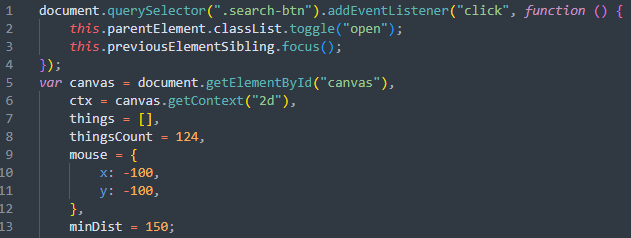 1 document.querySelector(".search-btn").addEventListener("click", function () {
2     this.parentElement.classList.toggle("open");
3     this.previousElementSibling.focus();
4 });
5 var canvas = document.getElementById("canvas"),
6     ctx = canvas.getContext("2d"),
7     things = [],
8     thingsCount = 124,
9     mouse = {
10         x: -100,
11         y: -100,
12     },
13     minDist = 150;